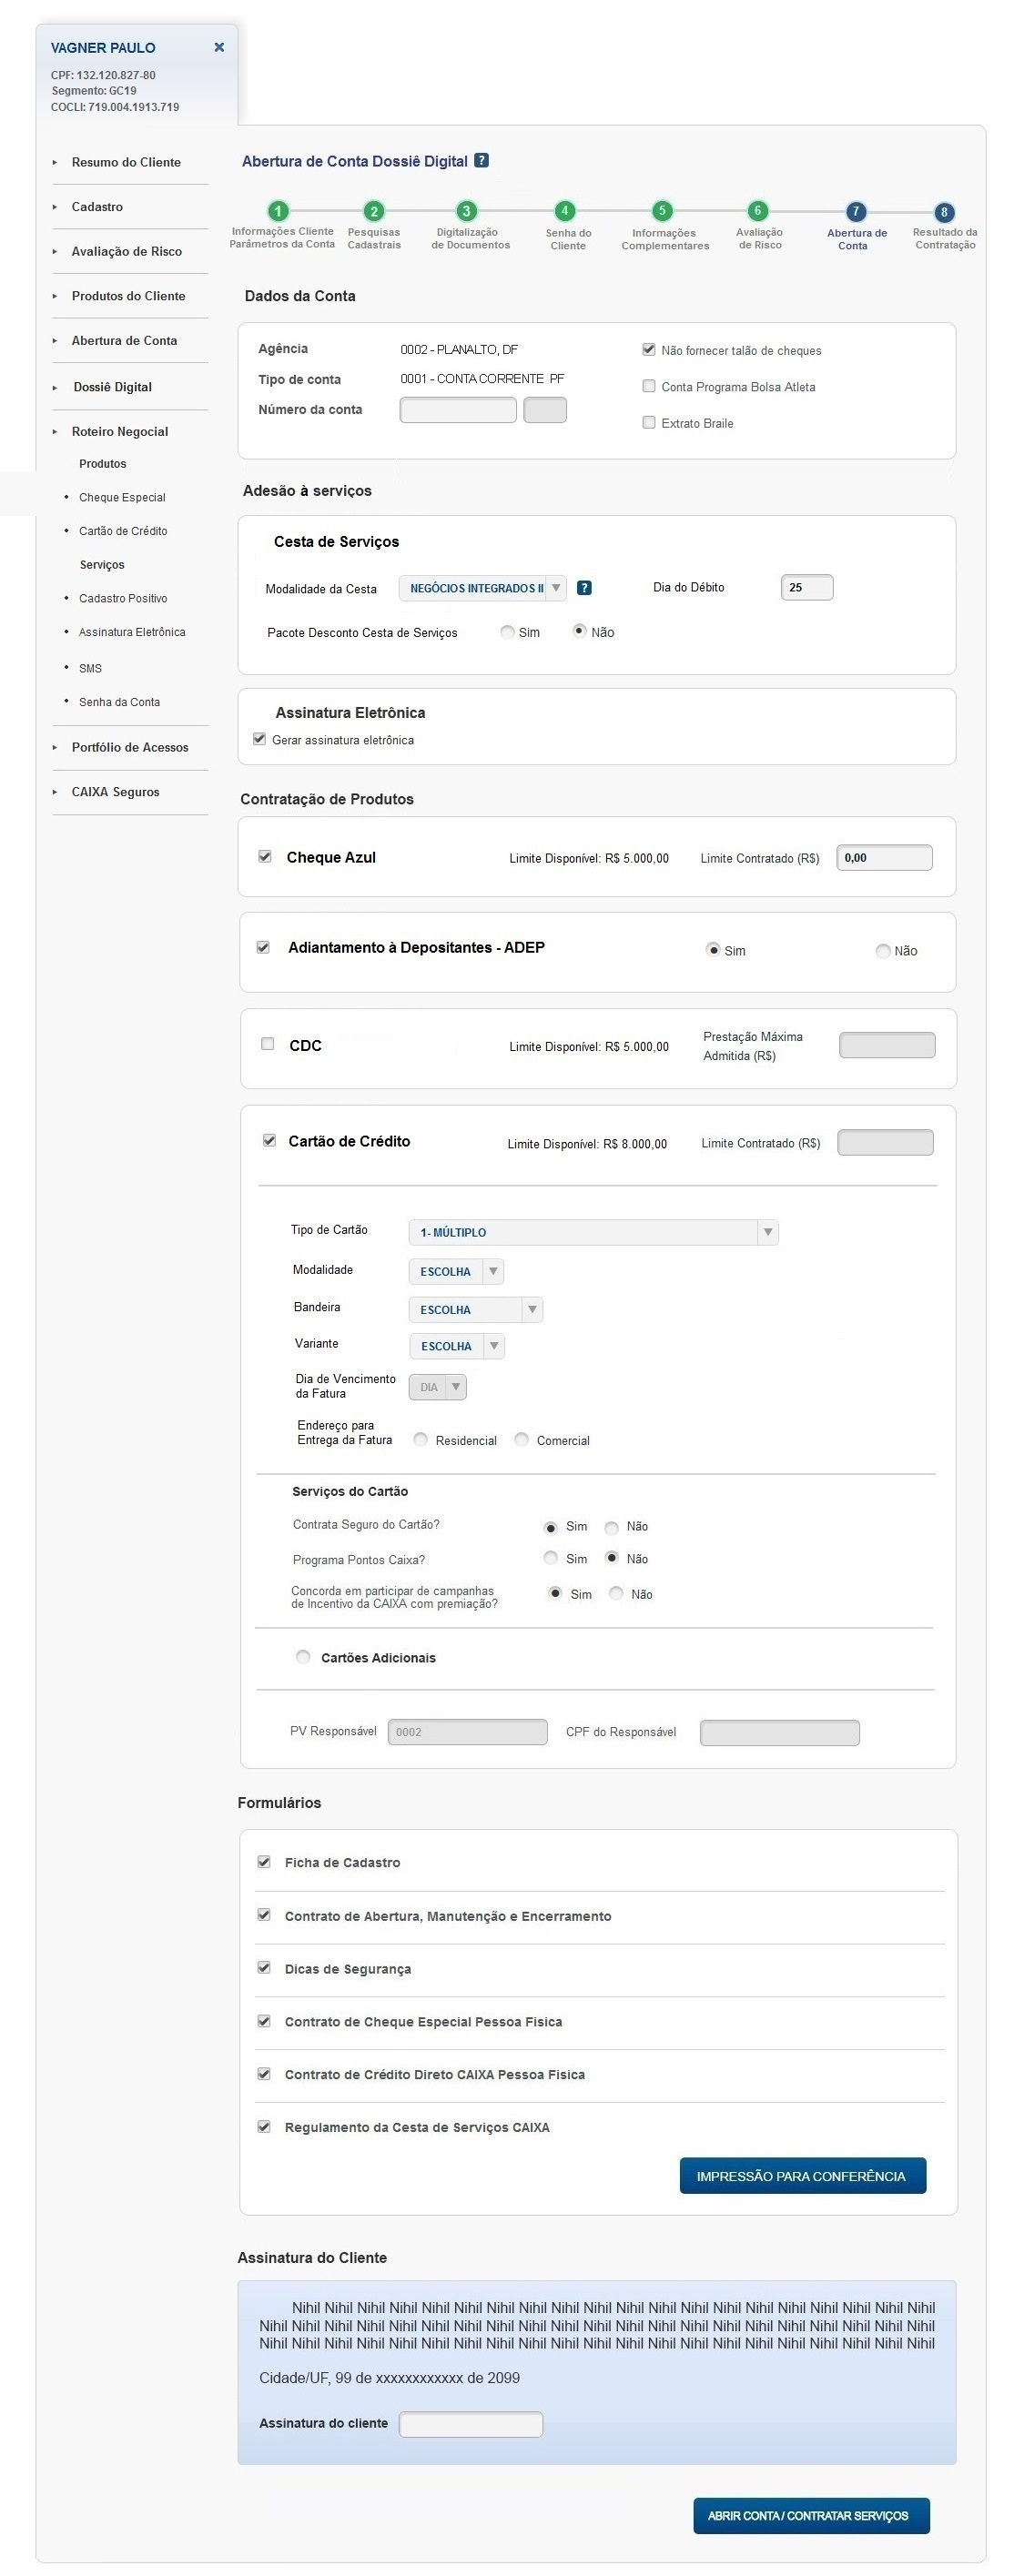 VAGNER PAULO
CPF: 132.120.827-80
Segmento: GC19
COCLI: 719.004.1913.719
Resumo do Cliente
Cadastro
Avaliação de Risco
Produtos do Cliente
Abertura de Conta
Dossiê Digital
Roteiro Negocial
Produtos
Cheque Especial
Cartão de Crédito
Serviços
Cadastro Positivo
Assinatura Eletrônica
SMS
Senha da Conta
Portfólio de Acessos
CAIXA Seguros
Abertura de Conta Dossiê Digital ?
1 Informações Cliente
Parâmetros da Conta
2 Pesquisas
Cadastrais
3 Digitalização
de Documentos
4 Senha do
Cliente
5 Informações
Complementares
6 Avaliação
de Risco
7 Abertura de
Conta
8 Resultado da
Contratação
Dados da Conta
Agência 0002 - PLANALTO, DF
Tipo de conta 0001 - CONTA CORRENTE PF
Número da conta
Não fornecer talão de cheques
Conta Programa Bolsa Atleta
Extrato Braile
Adesão à serviços
Cesta de Serviços
Modalidade da Cesta NEGÓCIOS INTEGRADOS II ? Dia do Débito 25
Pacote Desconto Cesta de Serviços Sim Não
Assinatura Eletrônica
Gerar assinatura eletrônica
Contratação de Produtos
Cheque Azul Limite Disponível: R$ 5.000,00 Limite Contratado (R$) 0,00
Adiantamento à Depositantes - ADEP Sim Não
CDC Limite Disponível: R$ 5.000,00 Prestação Máxima
Admitida (R$)
Cartão de Crédito Limite Disponível: R$ 8.000,00 Limite Contratado (R$)
Tipo de Cartão 1- MÚLTIPLO
Modalidade ESCOLHA
Bandeira ESCOLHA
Variante ESCOLHA
Dia de Vencimento
da Fatura DIA
Endereço para
Entrega da Fatura Residencial Comercial
Serviços do Cartão
Contrata Seguro do Cartão? Sim Não
Programa Pontos Caixa? Sim Não
Concorda em participar de campanhas
de Incentivo da CAIXA com premiação? Sim Não
Cartões Adicionais
PV Responsável 0002 CPF do Responsável
Formulários
Ficha de Cadastro
Contrato de Abertura, Manutenção e Encerramento
Dicas de Segurança
Contrato de Cheque Especial Pessoa Fisica
Contrato de Crédito Direto CAIXA Pessoa Fisica
Regulamento da Cesta de Serviços CAIXA
IMPRESSÃO PARA CONFERÊNCIA
Assinatura do Cliente
Nihil Nihil Nihil Nihil Nihil Nihil Nihil Nihil Nihil Nihil Nihil Nihil Nihil Nihil Nihil Nihil Nihil Nihil Nihil Nihil
Nihil Nihil Nihil Nihil Nihil Nihil Nihil Nihil Nihil Nihil Nihil Nihil Nihil Nihil Nihil Nihil Nihil Nihil Nihil Nihil Nihil
Nihil Nihil Nihil Nihil Nihil Nihil Nihil Nihil Nihil Nihil Nihil Nihil Nihil Nihil Nihil Nihil Nihil Nihil Nihil Nihil Nihil
Cidade/UF, 99 de xxxxxxxxxxxx de 2099
Assinatura do cliente
ABRIR CONTA / CONTRATAR SERVIÇOS